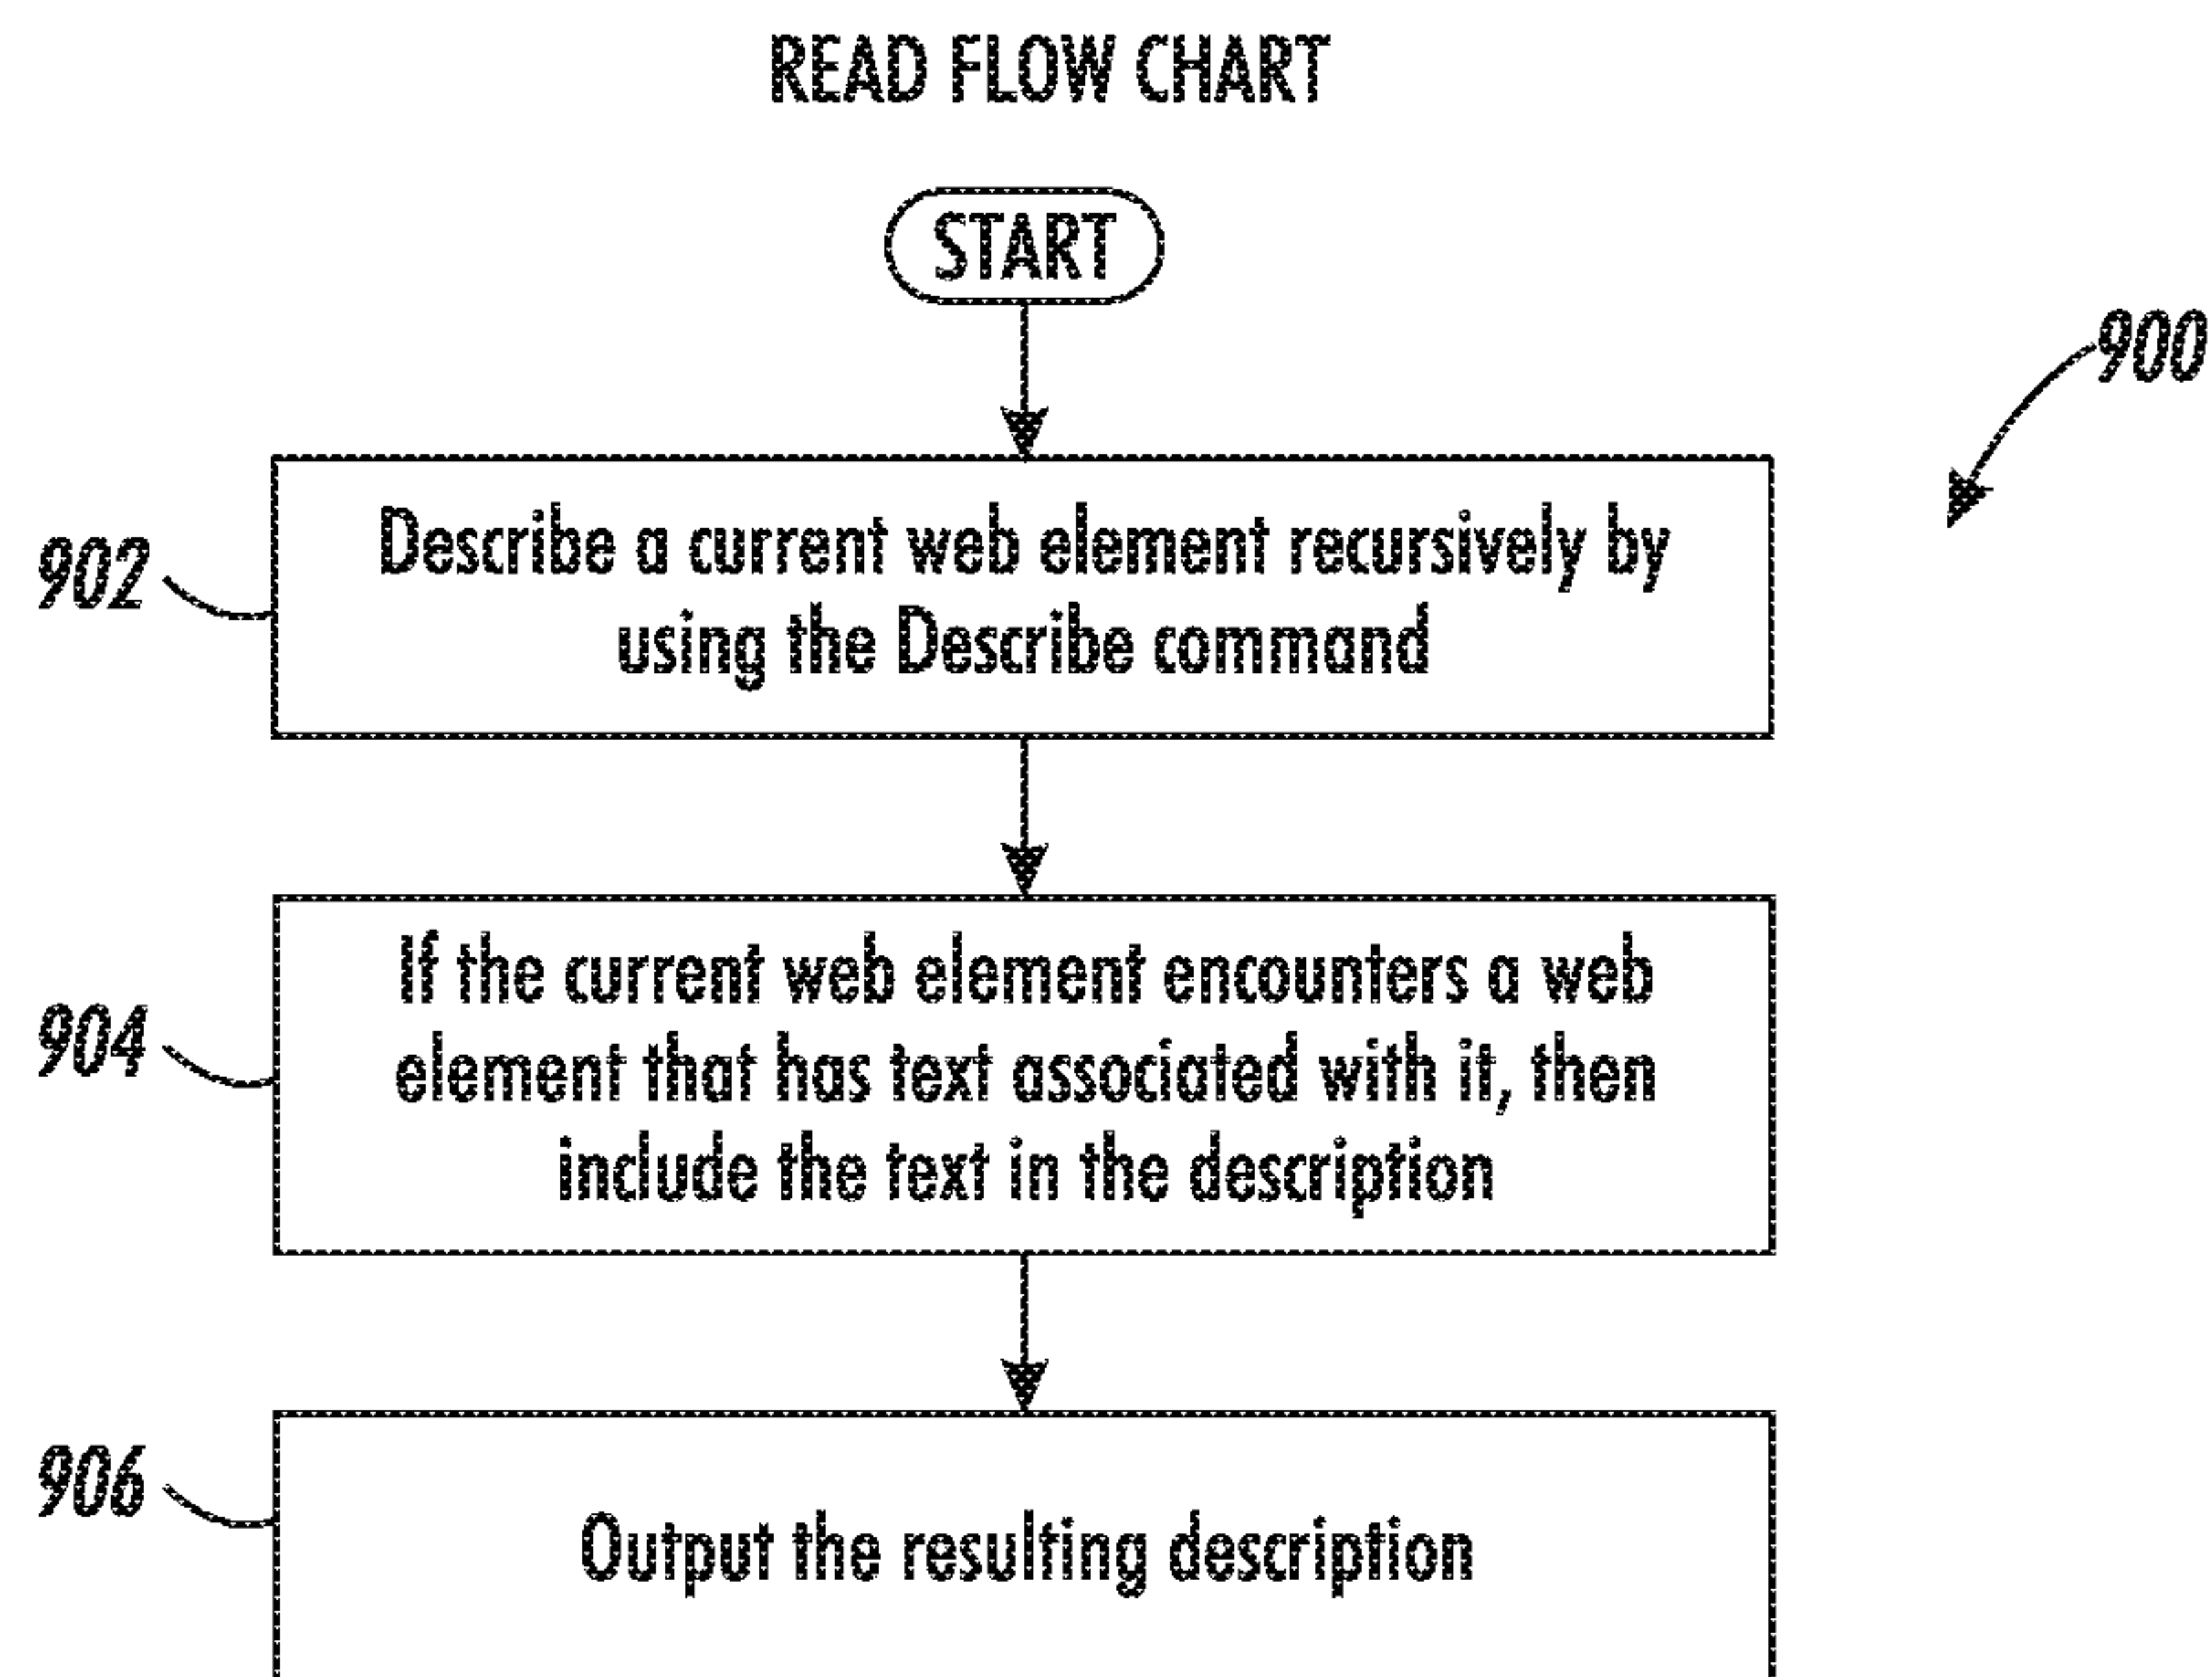 READ FLOW CHART
START
900
902
Describe a current web element recursively by
using the Describe command
904
If the current web element encounters a web
element that has text associated with it, then
include the text in the description
906
Output the resulting description